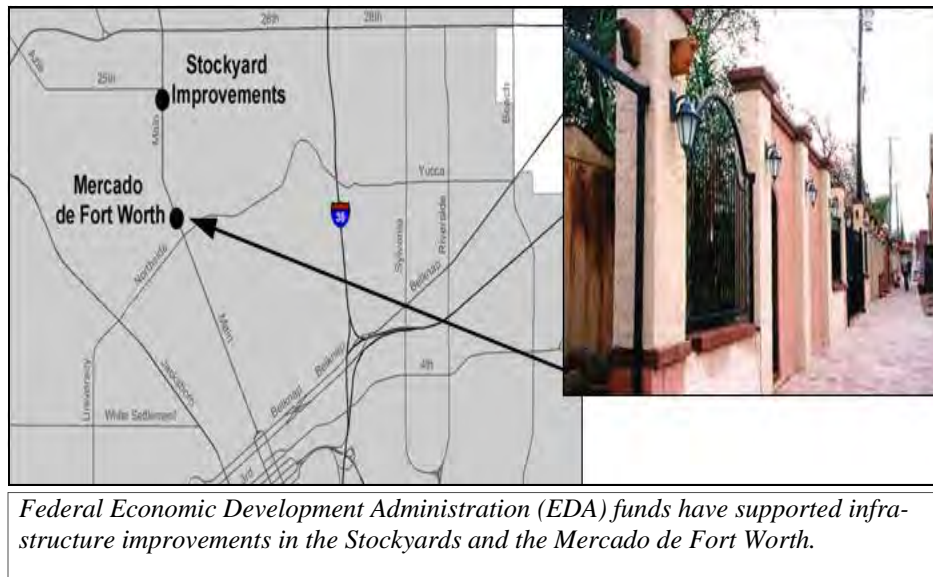 28th
28th
Azle
25th
Stockyard
Improvements
Main
Beach
Mercado
de Fort Worth
Yucca
35
Sylvania
Riverside
Northside
Belknap
Main
Belknap
Jacksboro
University
4th
Belknap
White Settlement
3rd
Federal Economic Development Administration (EDA) funds have supported infra-
structure improvements in the Stockyards and the Mercado de Fort Worth.